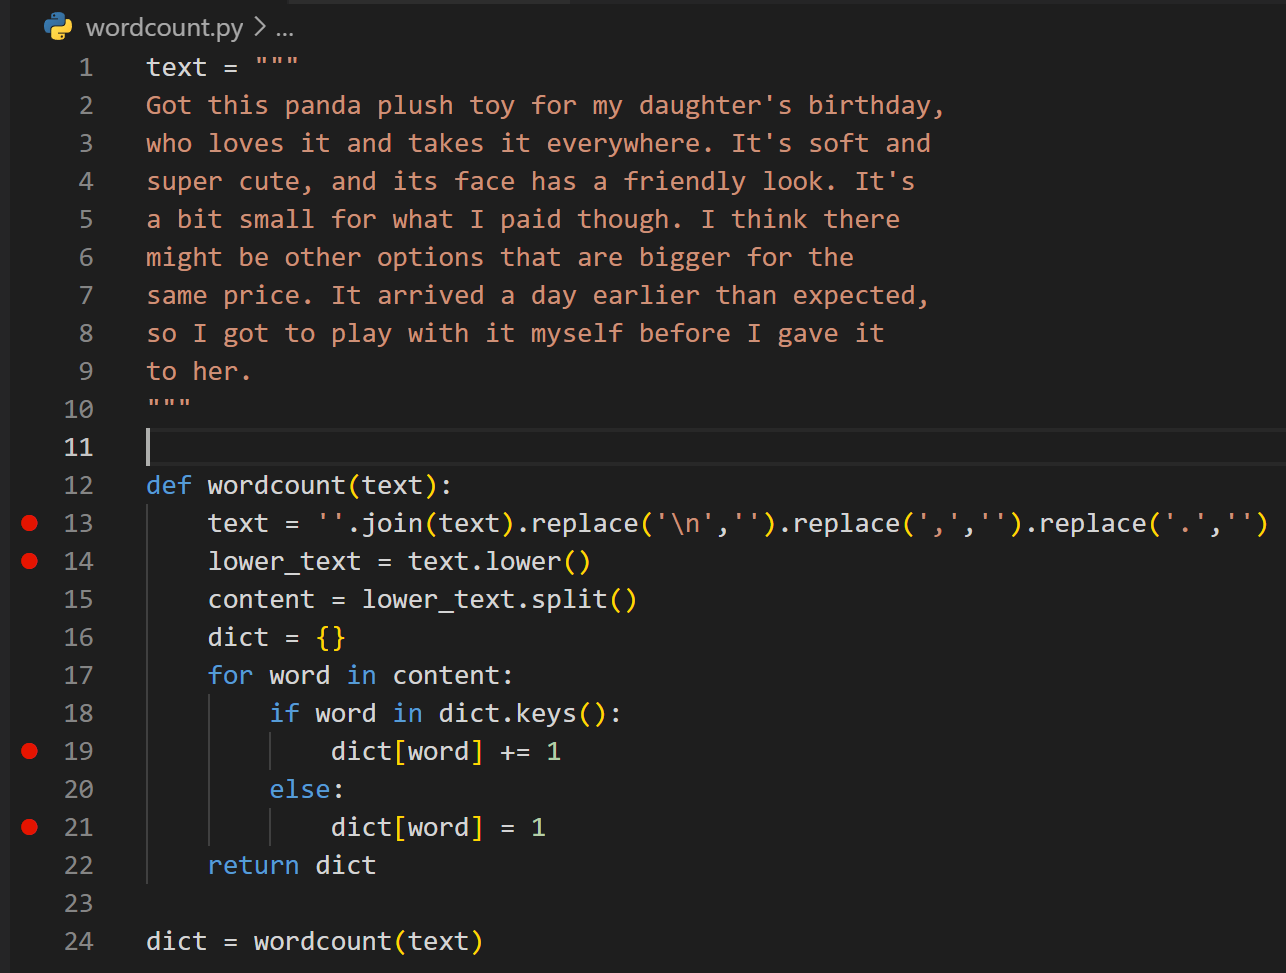 wordcount.py > ...
1 text = """
2 Got this panda plush toy for my daughter's birthday,
3 who loves it and takes it everywhere. It's soft and
4 super cute, and its face has a friendly look. It's
5 a bit small for what I paid though. I think there
6 might be other options that are bigger for the
7 same price. It arrived a day earlier than expected,
8 so I got to play with it myself before I gave it
9 to her.
10 """
11
12 def wordcount(text):
13     text = ''.join(text).replace('\n','').replace(',','').replace('.','')
14     lower_text = text.lower()
15     content = lower_text.split()
16     dict = {}
17     for word in content:
18         if word in dict.keys():
19             dict[word] += 1
20         else:
21             dict[word] = 1
22     return dict
23
24 dict = wordcount(text)